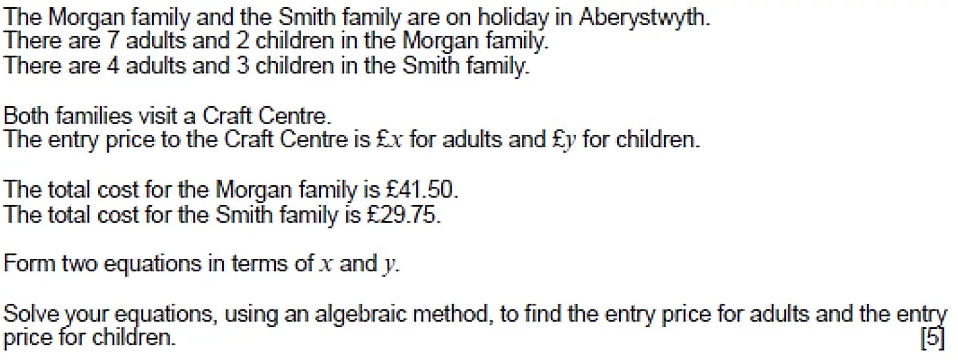 The Morgan family and the Smith family are on holiday in Aberystwyth.
There are 7 adults and 2 children in the Morgan family.
There are 4 adults and 3 children in the Smith family.
Both families visit a Craft Centre.
The entry price to the Craft Centre is £x for adults and £y for children.
The total cost for the Morgan family is £41.50.
The total cost for the Smith family is £29.75.
Form two equations in terms of x and y.
Solve your equations, using an algebraic method, to find the entry price for adults and the entry
price for children. [5]